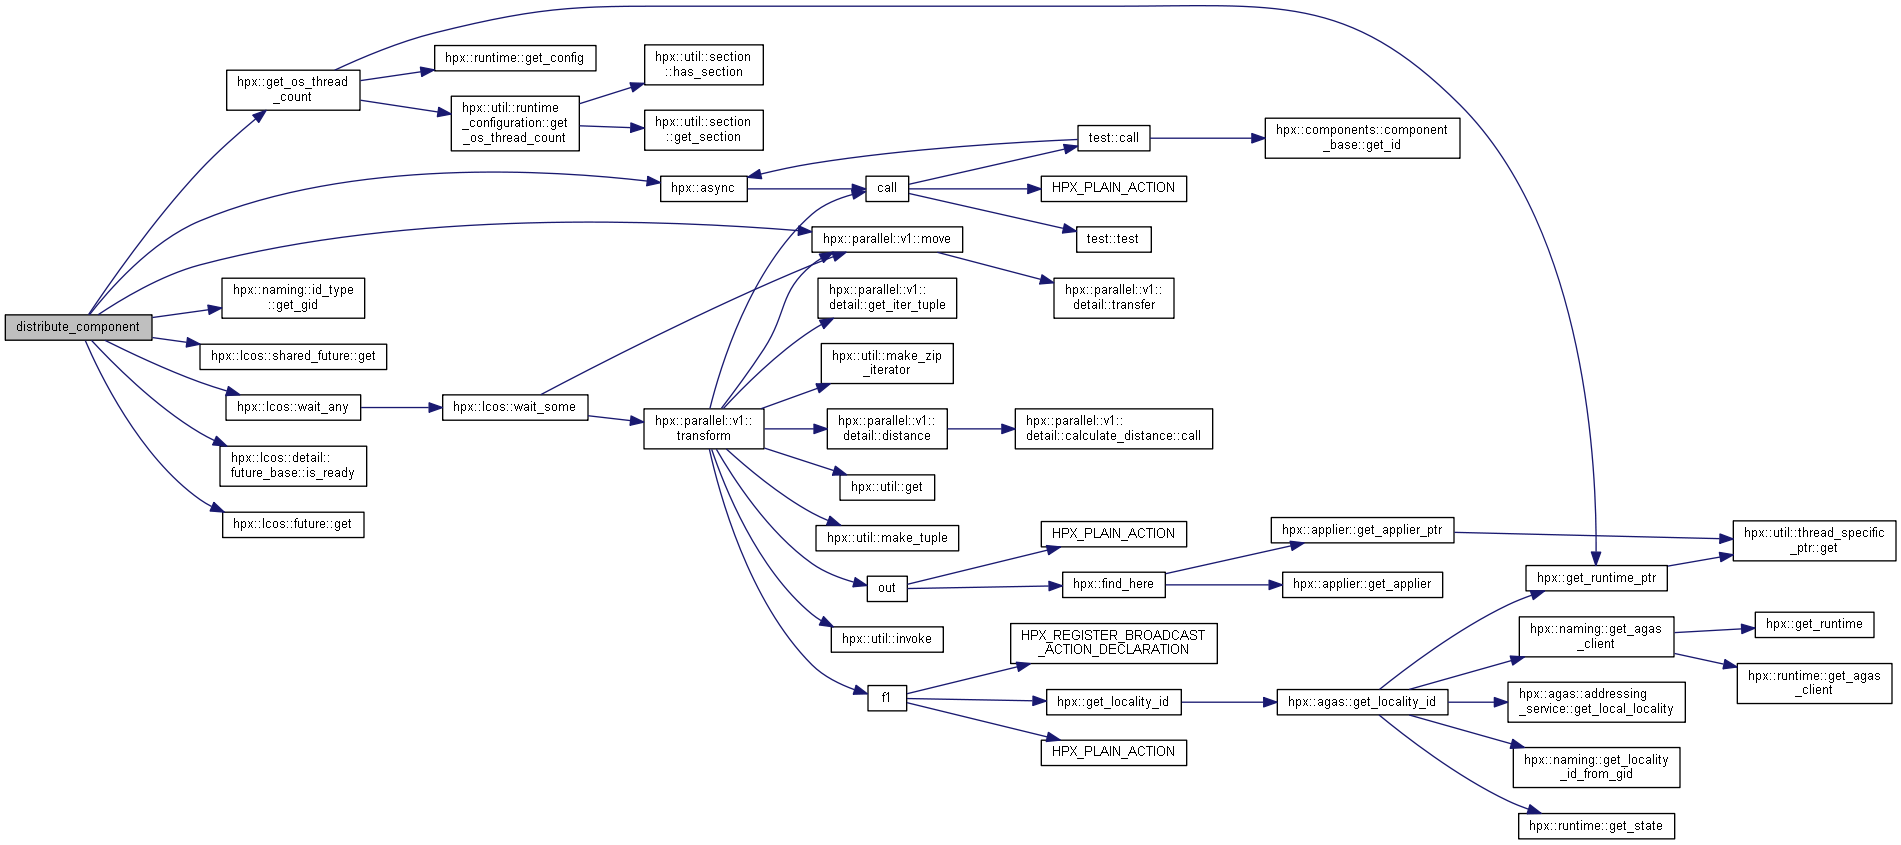 distribute_component
hpx::get_os_thread
_count
hpx::naming::id_type
::get_gid
hpx::lcos::shared_future::get
hpx::lcos::wait_any
hpx::lcos::detail::
future_base::is_ready
hpx::lcos::future::get
hpx::runtime::get_config
hpx::util::runtime
_configuration::get
_os_thread_count
hpx::lcos::wait_some
hpx::util::section
::has_section
hpx::util::section
::get_section
hpx::async
hpx::parallel::v1::
transform
call
hpx::parallel::v1::move
hpx::parallel::v1::
detail::get_iter_tuple
hpx::util::make_zip
_iterator
hpx::parallel::v1::
detail::distance
hpx::util::get
hpx::util::make_tuple
out
hpx::util::invoke
f1
test::call
HPX_PLAIN_ACTION
test::test
hpx::parallel::v1::
detail::transfer
hpx::parallel::v1::
detail::calculate_distance::call
HPX_PLAIN_ACTION
hpx::find_here
HPX_REGISTER_BROADCAST
_ACTION_DECLARATION
hpx::get_locality_id
HPX_PLAIN_ACTION
hpx::components::component
_base::get_id
hpx::applier::get_applier_ptr
hpx::applier::get_applier
hpx::agas::get_locality_id
hpx::get_runtime_ptr
hpx::naming::get_agas
_client
hpx::agas::addressing
_service::get_local_locality
hpx::naming::get_locality
_id_from_gid
hpx::runtime::get_state
hpx::util::thread_specific
_ptr::get
hpx::get_runtime
hpx::runtime::get_agas
_client